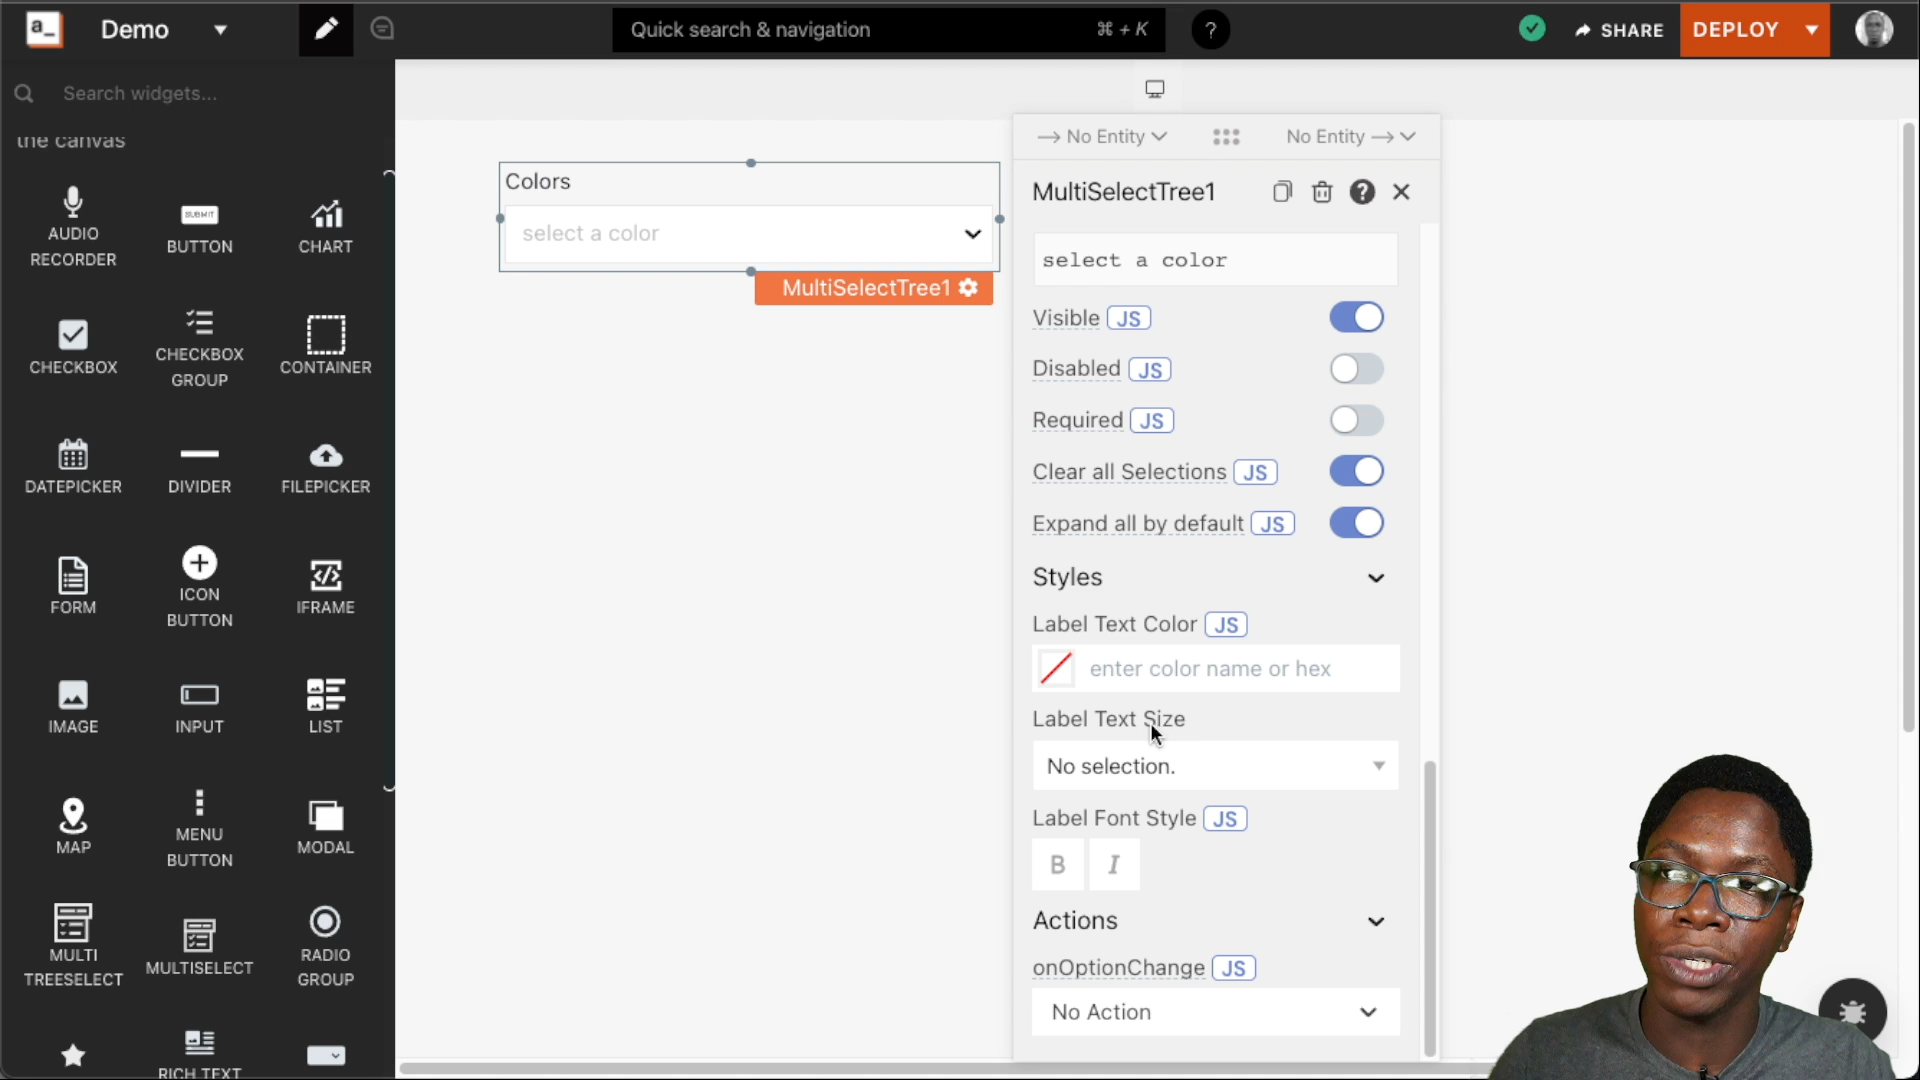 a_
Demo
Quick search & navigation
⌘ + K
?
SHARE
DEPLOY
Search widgets...
the canvas
AUDIO
RECORDER
BUTTON
SUBMIT
CHART
CHECKBOX
CHECKBOX
GROUP
CONTAINER
DATEPICKER
DIVIDER
FILEPICKER
FORM
ICON
BUTTON
IFRAME
IMAGE
INPUT
LIST
MAP
MENU
BUTTON
MODAL
MULTI
TREESELECT
MULTISELECT
RADIO
GROUP
RICH TEXT
Colors
select a color
MultiSelectTree1
No Entity
No Entity
MultiSelectTree1
?
select a color
Visible JS
Disabled JS
Required JS
Clear all Selections JS
Expand all by default JS
Styles
Label Text Color JS
enter color name or hex
Label Text Size
No selection.
Label Font Style JS
B I
Actions
onOptionChange JS
No Action